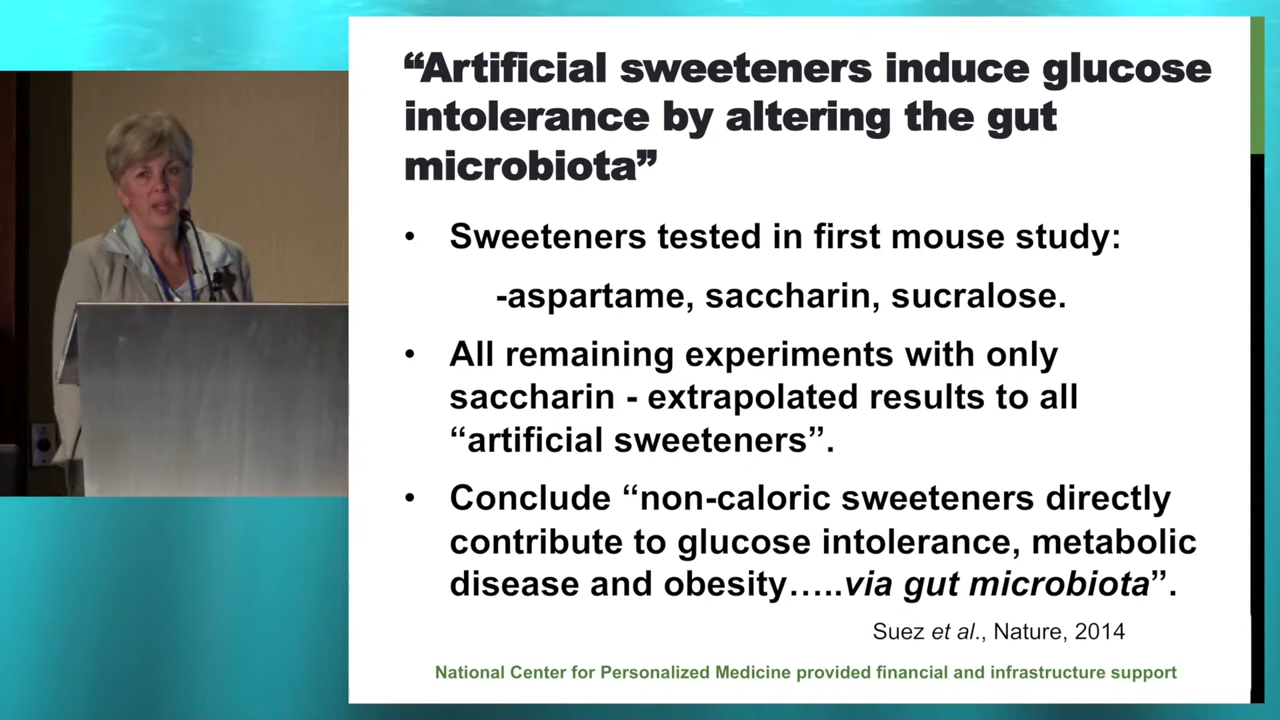 “Artificial sweeteners induce glucose
intolerance by altering the gut
microbiota”
• Sweeteners tested in first mouse study:
-aspartame, saccharin, sucralose.
• All remaining experiments with only
saccharin - extrapolated results to all
“artificial sweeteners”.
• Conclude “non-caloric sweeteners directly
contribute to glucose intolerance, metabolic
disease and obesity…..via gut microbiota”.
Suez et al., Nature, 2014
National Center for Personalized Medicine provided financial and infrastructure support